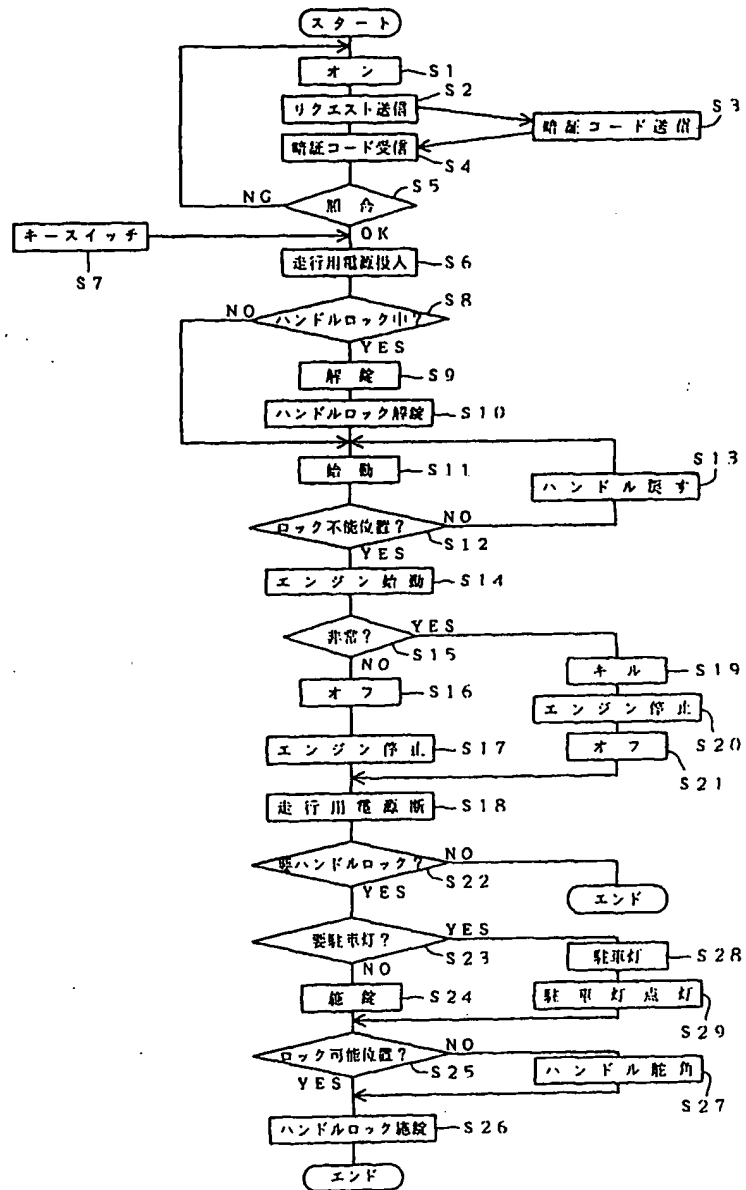 スタート
オン
S1
リクエスト送信
S2
暗証コード送信
S3
暗証コード受信
S4
照合
S5
NG
OK
キースイッチ
S7
走行用電源投入
S6
ハンドルロック中?
S8
NO
YES
解錠
S9
ハンドルロック解錠
S10
始動
S11
ハンドル戻す
S13
ロック不能位置?
S12
NO
YES
エンジン始動
S14
非常?
S15
YES
NO
キル
S19
オフ
S16
エンジン停止
S20
エンジン停止
S17
オフ
S21
走行用電源断
S18
要ハンドルロック?
S22
NO
YES
エンド
要駐車灯?
S23
YES
NO
駐車灯
S28
施錠
S24
駐車灯点灯
S29
ロック可能位置?
S25
NO
YES
ハンドル舵角
S27
ハンドルロック施錠
S26
エンド